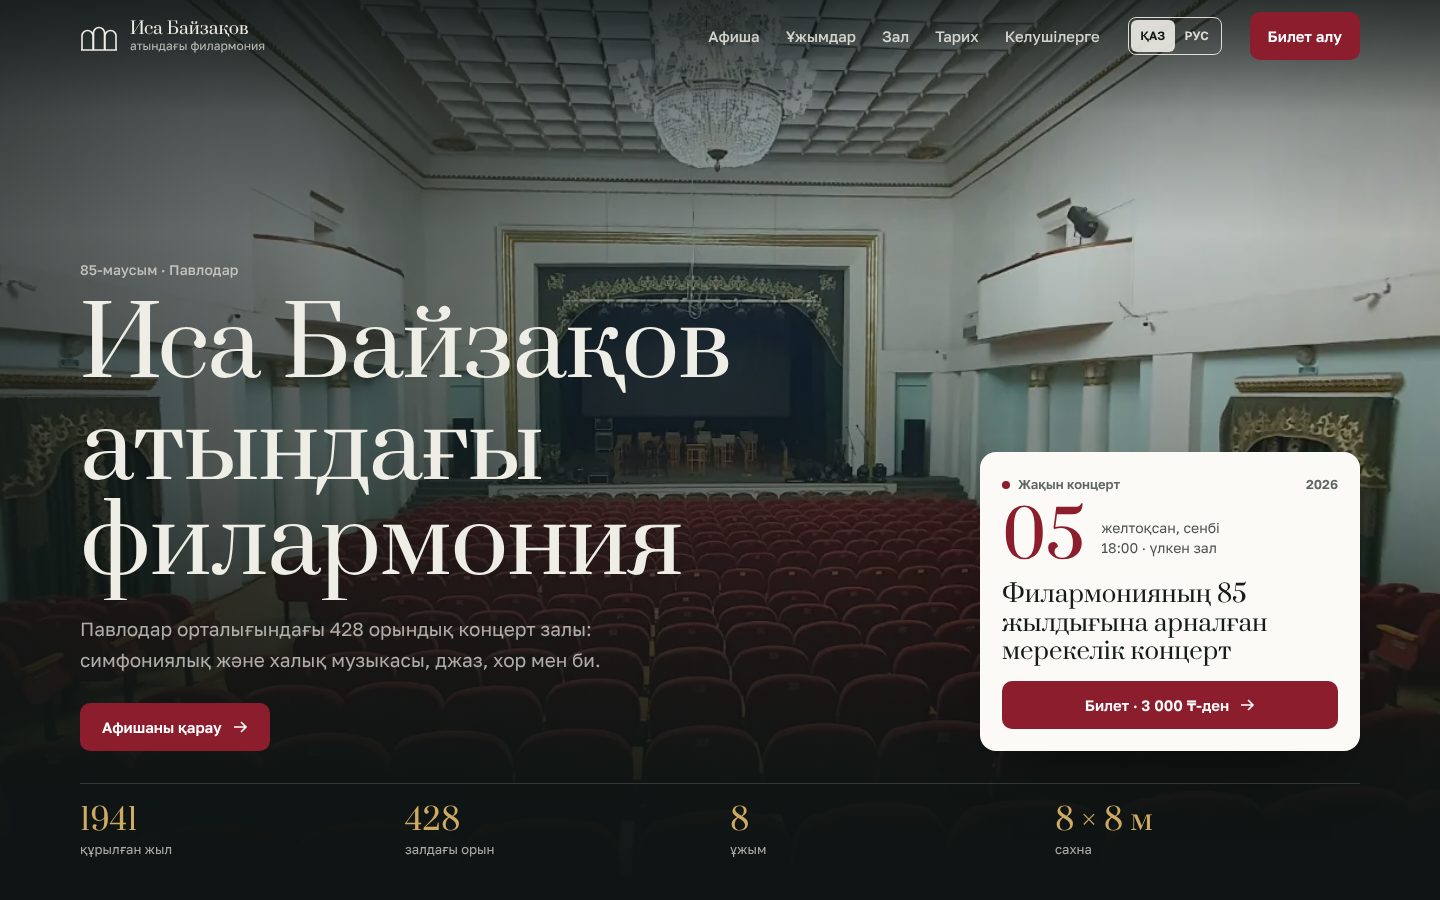 Иса Байзақов
атындағы филармония
Афиша
Ұжымдар
Зал
Тарих
Келушілерге
ҚАЗ
РУС
Билет алу
85-маусым · Павлодар
Иса Байзақов
атындағы
филармония
Павлодар орталығындағы 428 орындық концерт залы:
симфониялық және халық музыкасы, джаз, хор мен би.
Афишаны қарау →
Жақын концерт
2026
05
желтоқсан, сенбі
18:00 · үлкен зал
Филармонияның 85
жылдығына арналған
мерекелік концерт
Билет · 3 000 ₸-ден →
1941
құрылған жыл
428
залдағы орын
8
ұжым
8 × 8 м
сахна